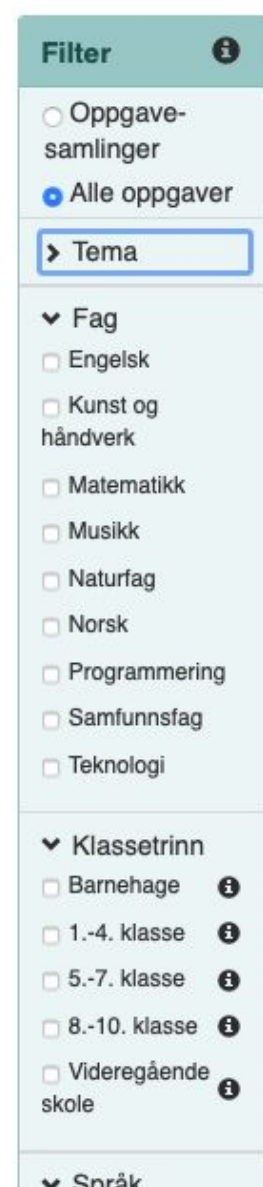 Filter
Oppgave-
samlinger
Alle oppgaver
Tema
Fag
Engelsk
Kunst og
håndverk
Matematikk
Musikk
Naturfag
Norsk
Programmering
Samfunnsfag
Teknologi
Klassetrinn
Barnehage
1.-4. klasse
5.-7. klasse
8.-10. klasse
Videregående
skole
Språk